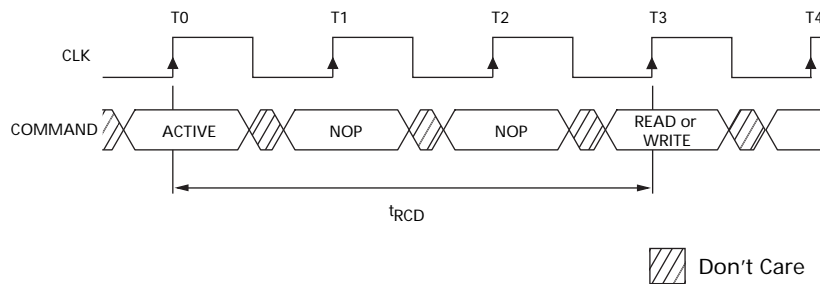 T0 T1 T2 T3 T4
CLK
COMMAND ACTIVE NOP NOP READ or WRITE
tRCD
Don't Care